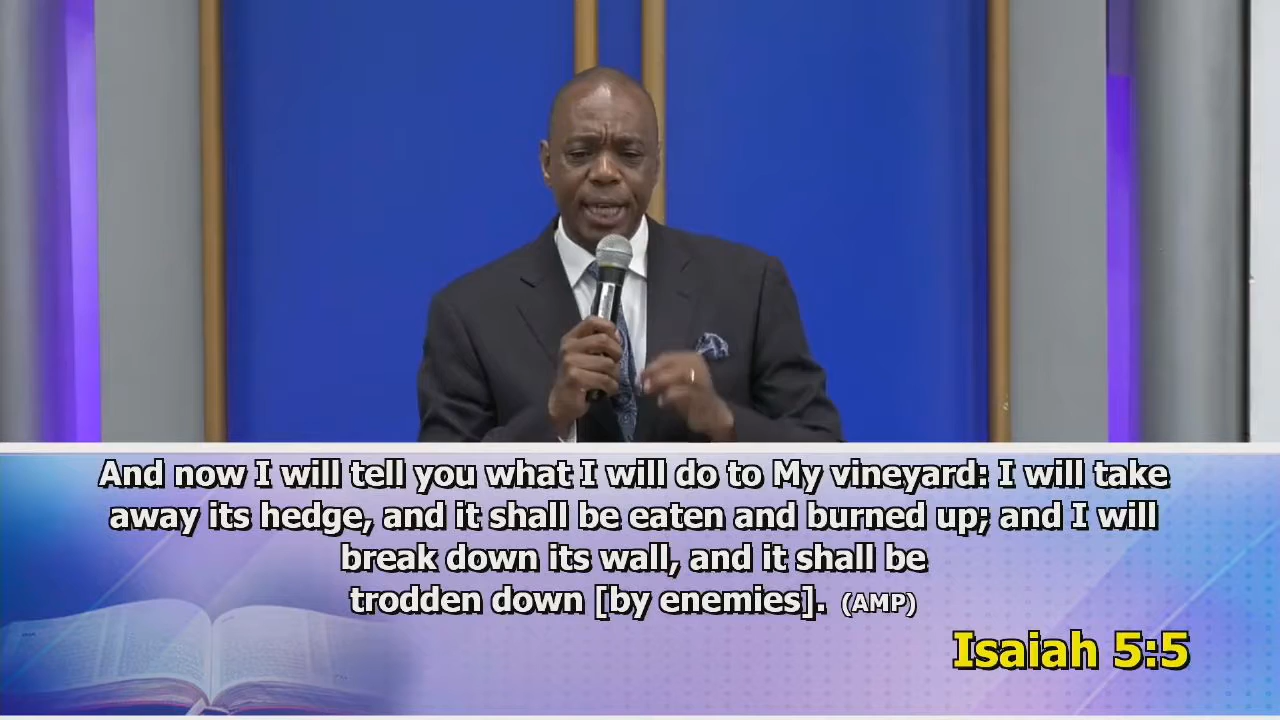 And now I will tell you what I will do to My vineyard: I will take
away its hedge, and it shall be eaten and burned up; and I will
break down its wall, and it shall be
trodden down [by enemies]. (AMP)
Isaiah 5:5